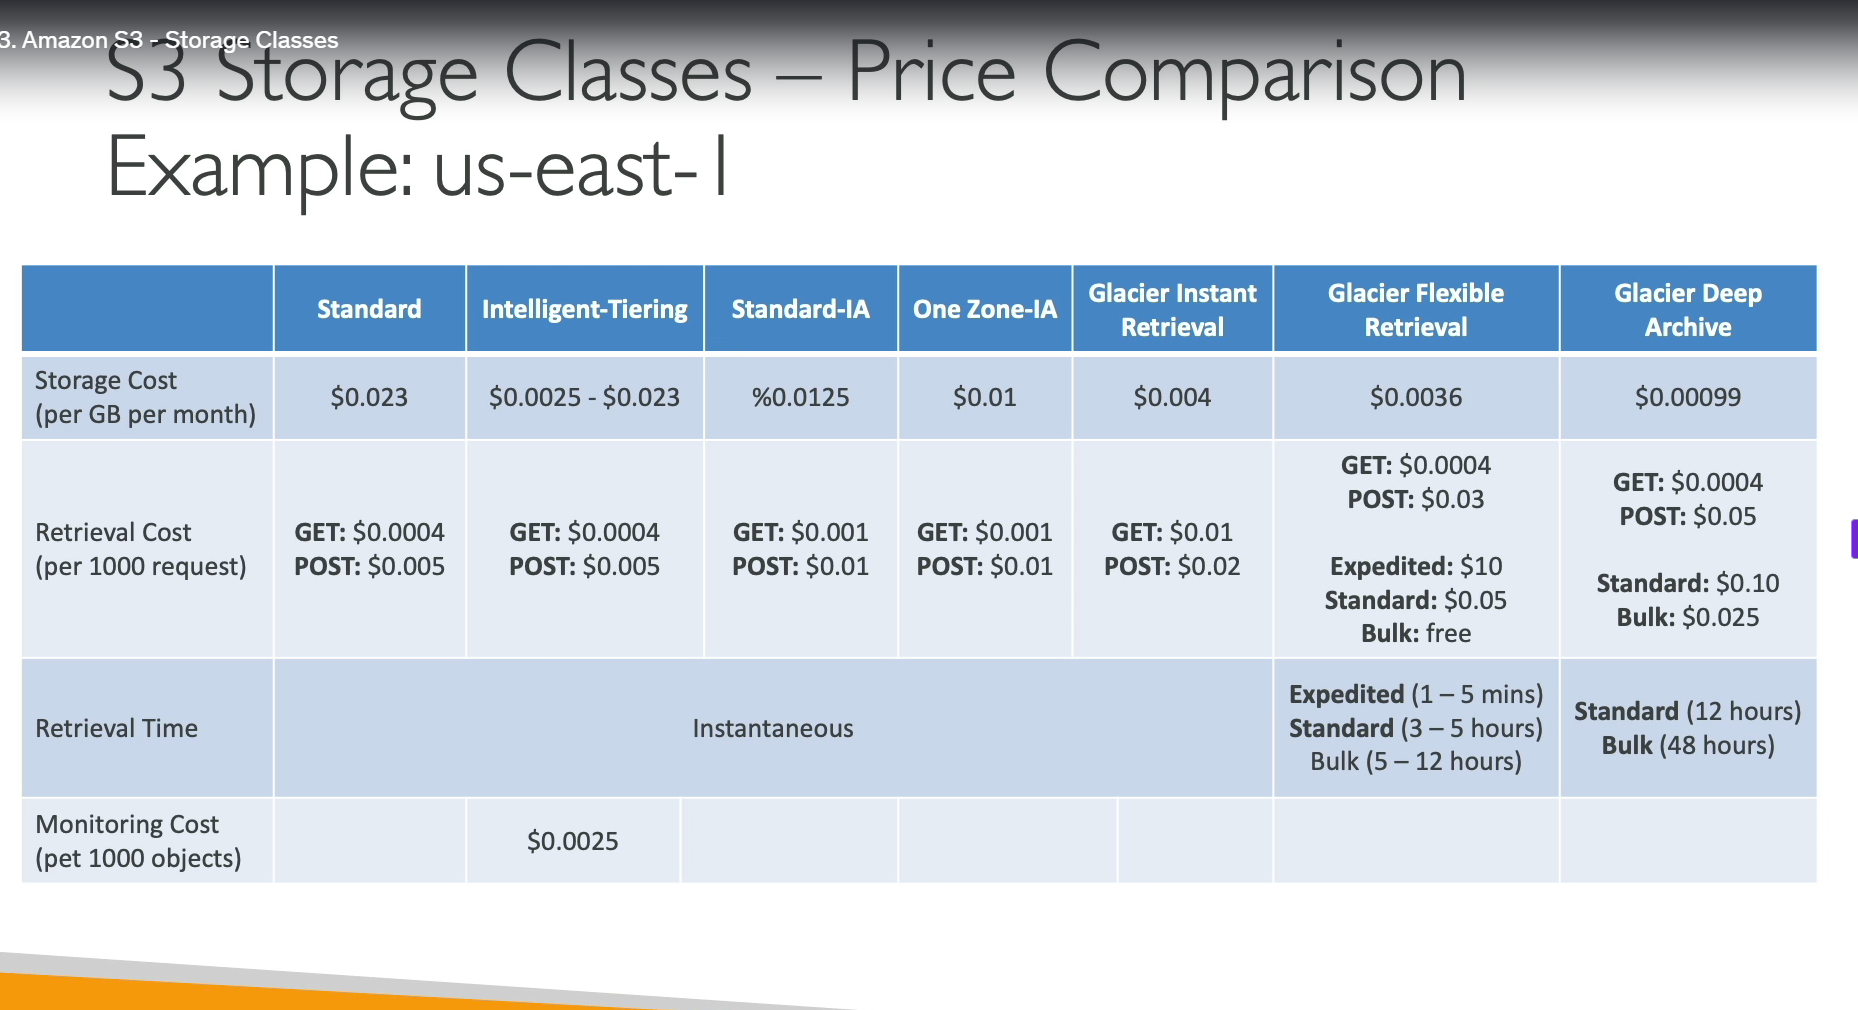 3. Amazon S3 - Storage Classes
S3 Storage Classes – Price Comparison
Example: us-east-1
Standard
Intelligent-Tiering
Standard-IA
One Zone-IA
Glacier Instant
Retrieval
Glacier Flexible
Retrieval
Glacier Deep
Archive
Storage Cost
(per GB per month)
$0.023
$0.0025 - $0.023
%0.0125
$0.01
$0.004
$0.0036
$0.00099
Retrieval Cost
(per 1000 request)
GET: $0.0004
POST: $0.005
GET: $0.0004
POST: $0.005
GET: $0.001
POST: $0.01
GET: $0.001
POST: $0.01
GET: $0.01
POST: $0.02
GET: $0.0004
POST: $0.03
Expedited: $10
Standard: $0.05
Bulk: free
GET: $0.0004
POST: $0.05
Standard: $0.10
Bulk: $0.025
Retrieval Time
Instantaneous
Expedited (1 – 5 mins)
Standard (3 – 5 hours)
Bulk (5 – 12 hours)
Standard (12 hours)
Bulk (48 hours)
Monitoring Cost
(pet 1000 objects)
$0.0025